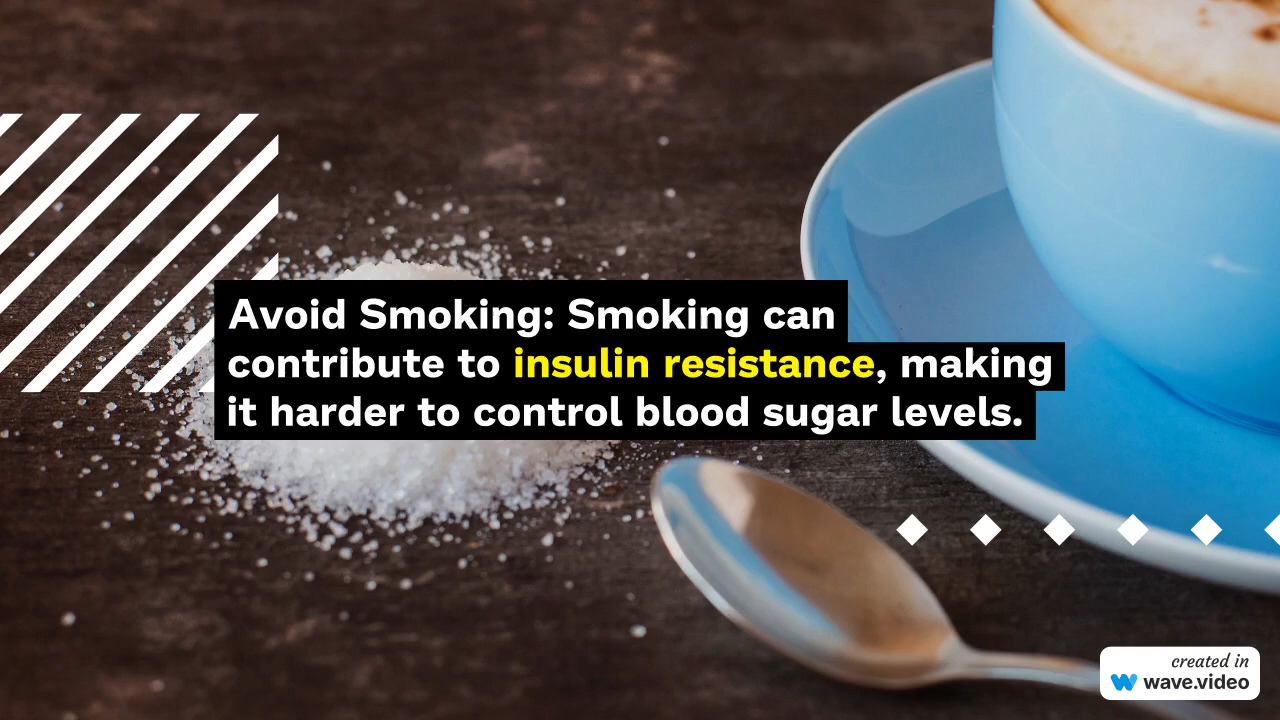 Avoid Smoking: Smoking can
contribute to insulin resistance, making
it harder to control blood sugar levels.
created in
wave.video